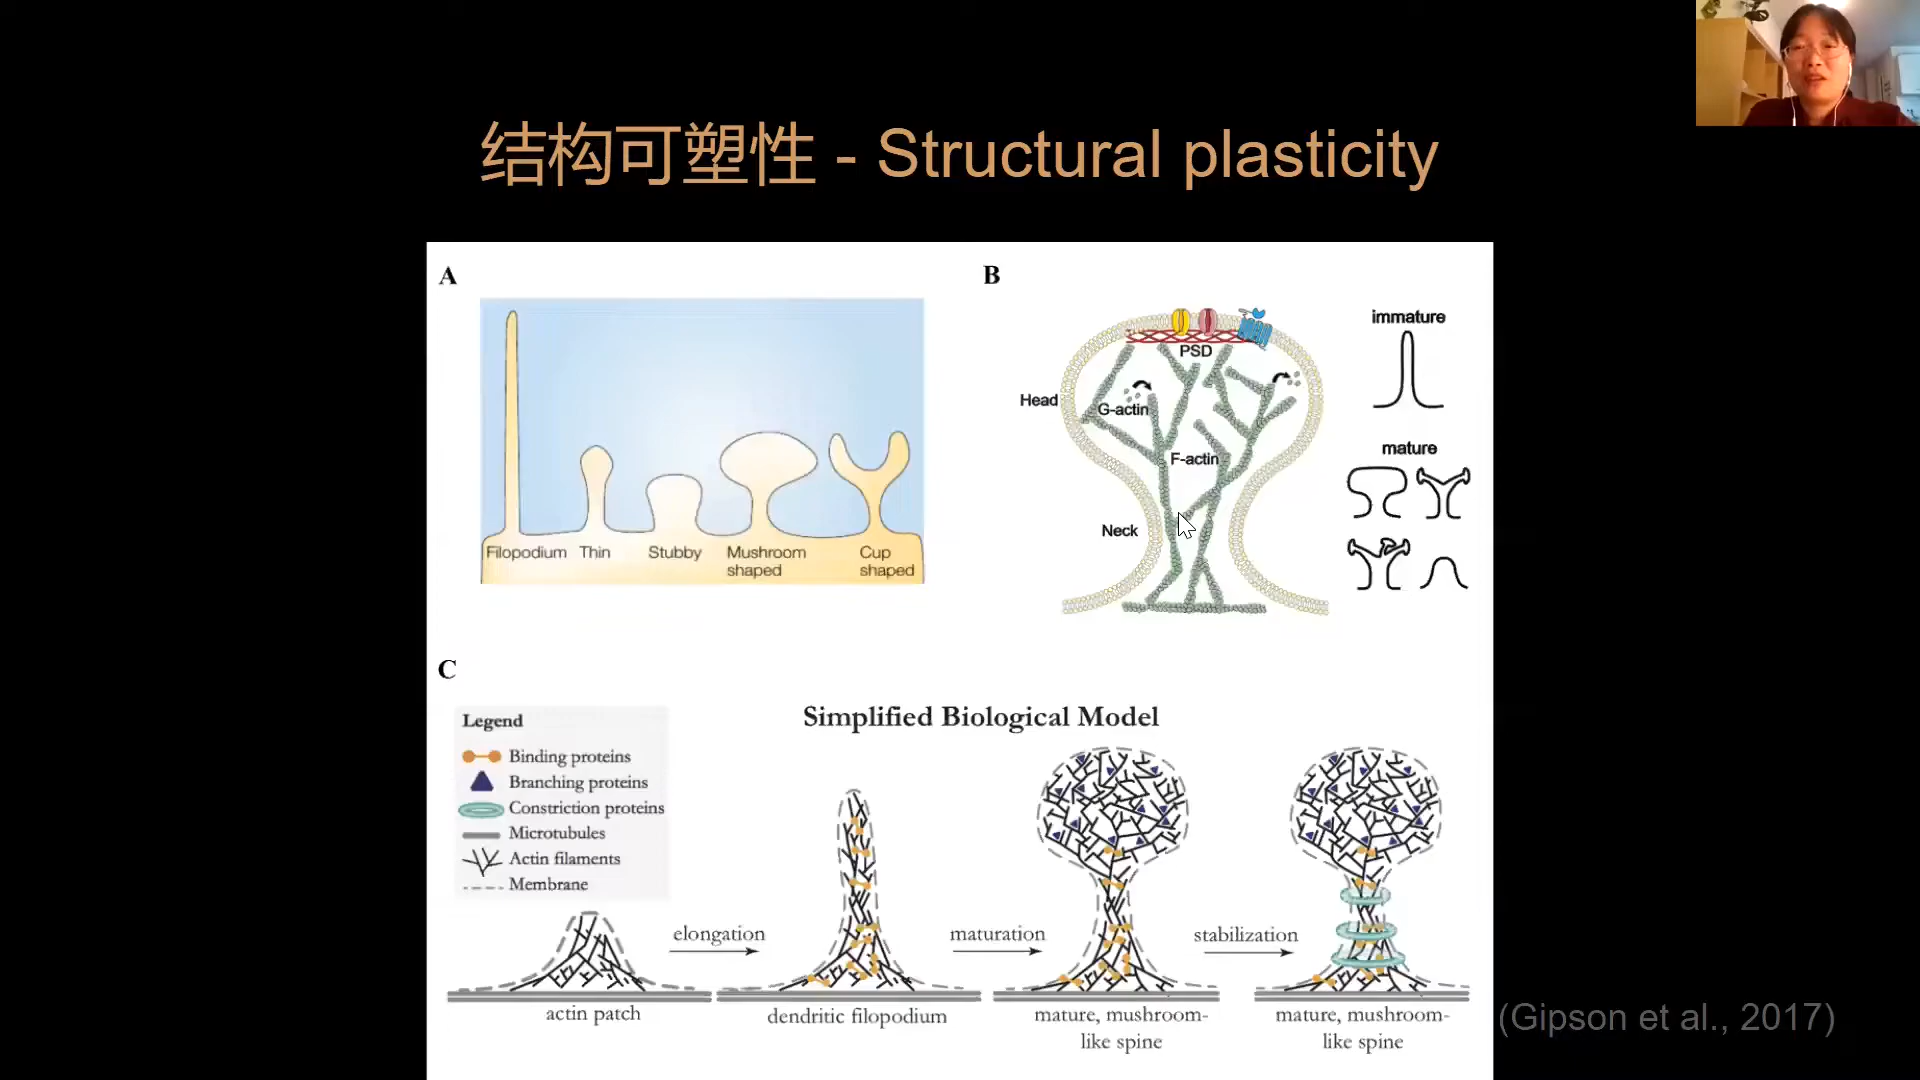 结构可塑性 - Structural plasticity
A
Filopodium
Thin
Stubby
Mushroom
shaped
Cup
shaped
B
PSD
Head
G-actin
F-actin
Neck
immature
mature
C
Simplified Biological Model
Legend
Binding proteins
Branching proteins
Constriction proteins
Microtubules
Actin filaments
Membrane
elongation
maturation
stabilization
actin patch
dendritic filopodium
mature, mushroom-
like spine
mature, mushroom-
like spine
(Gipson et al., 2017)